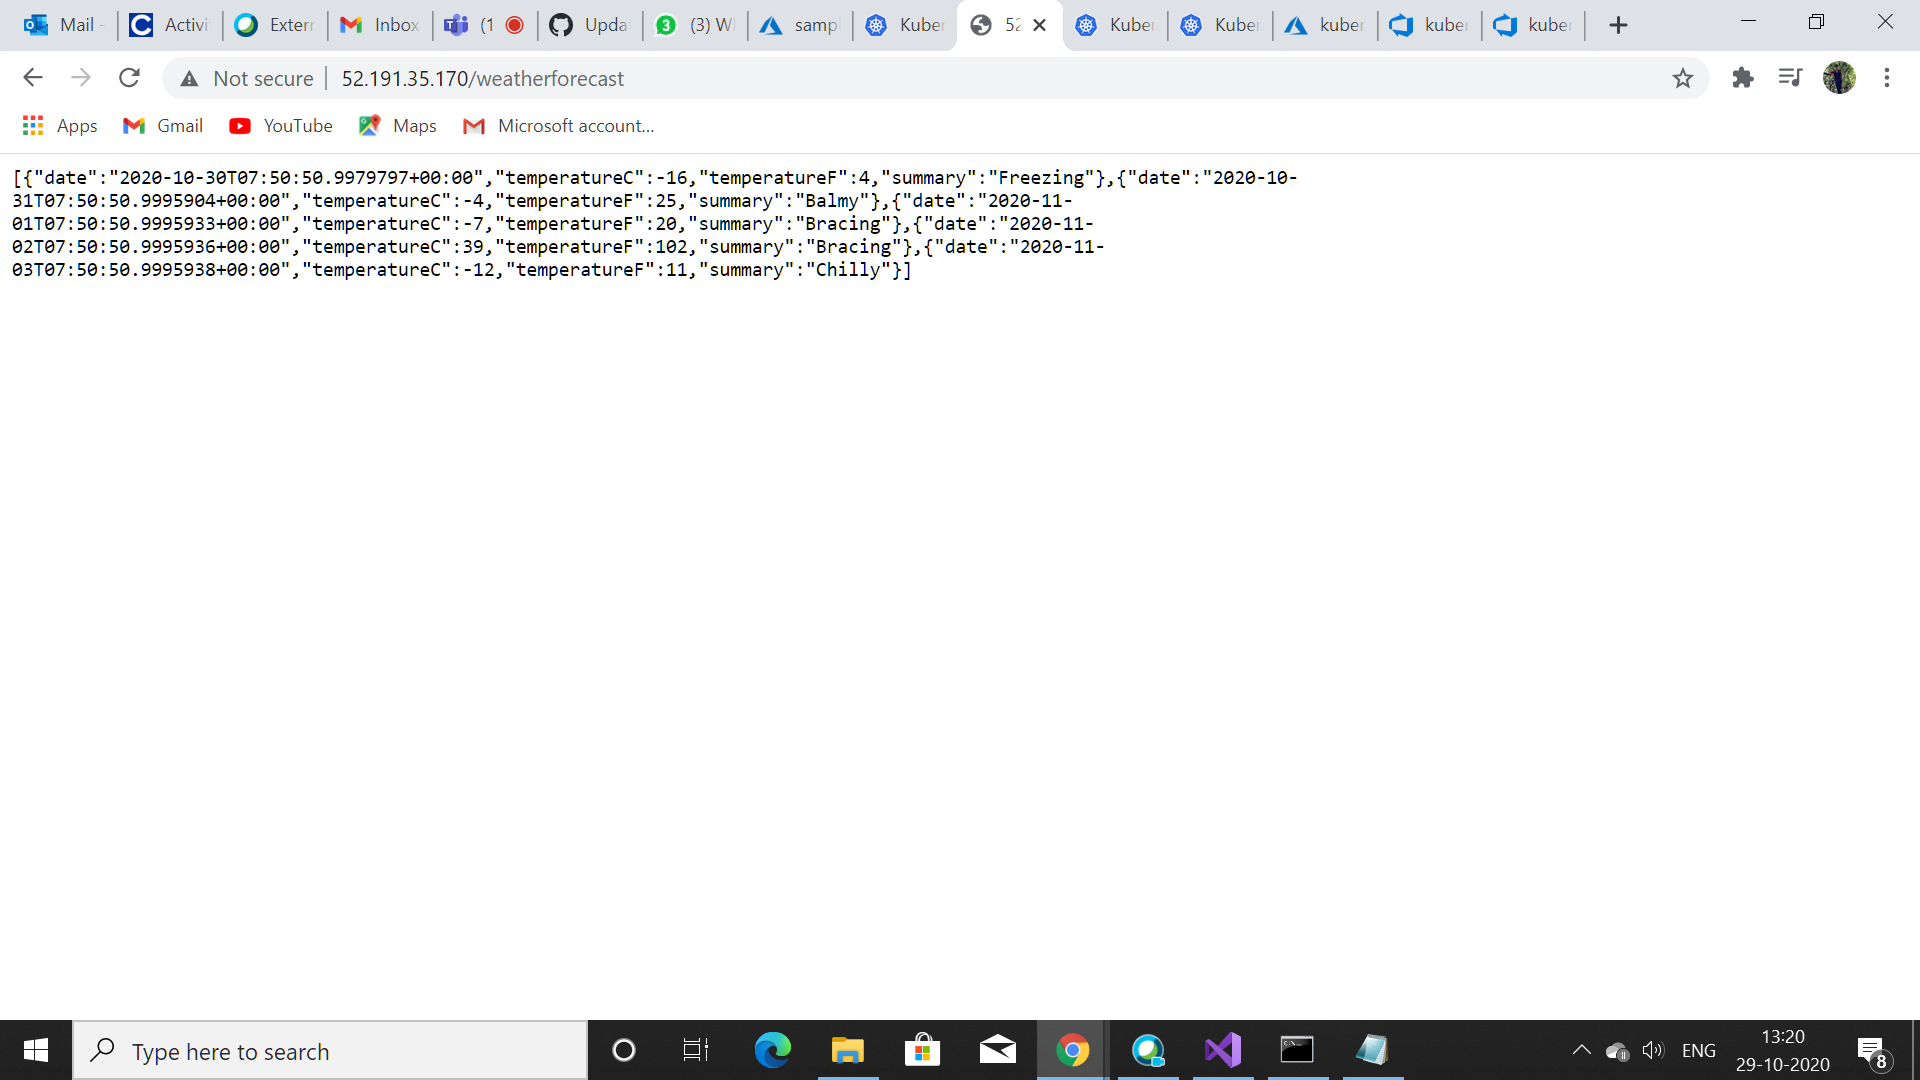 Mail - Activi Extern Inbox (1 Upda 3 (3) W samp Kuber 52 Kuber Kuber kuber kuber kuber
Not secure 52.191.35.170/weatherforecast
Apps Gmail YouTube Maps Microsoft account...
[{"date":"2020-10-30T07:50:50.9979797+00:00","temperatureC":-16,"temperatureF":4,"summary":"Freezing"},{"date":"2020-10-
31T07:50:50.9995904+00:00","temperatureC":-4,"temperatureF":25,"summary":"Balmy"},{"date":"2020-11-
01T07:50:50.9995933+00:00","temperatureC":-7,"temperatureF":20,"summary":"Bracing"},{"date":"2020-11-
02T07:50:50.9995936+00:00","temperatureC":39,"temperatureF":102,"summary":"Bracing"},{"date":"2020-11-
03T07:50:50.9995938+00:00","temperatureC":-12,"temperatureF":11,"summary":"Chilly"}]
Type here to search
ENG
13:20
29-10-2020
8